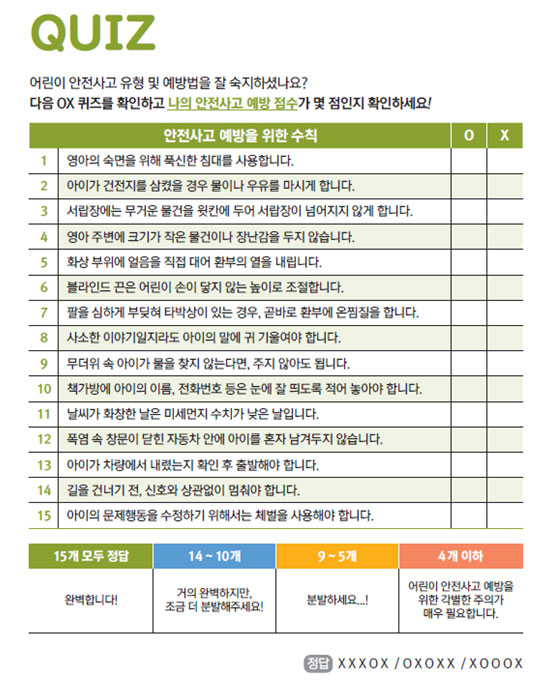 QUIZ
어린이 안전사고 유형 및 예방법을 잘 숙지하셨나요?
다음 OX 퀴즈를 확인하고 나의 안전사고 예방 점수가 몇 점인지 확인하세요!
안전사고 예방을 위한 수칙 O X
1 영아의 숙면을 위해 푹신한 침대를 사용합니다.
2 아이가 건전지를 삼켰을 경우 물이나 우유를 마시게 합니다.
3 서랍장에는 무거운 물건을 윗칸에 두어 서랍장이 넘어지지 않게 합니다.
4 영아 주변에 크기가 작은 물건이나 장난감을 두지 않습니다.
5 화상 부위에 얼음을 직접 대어 환부의 열을 내립니다.
6 블라인드 끈은 어린이 손이 닿지 않는 높이로 조절합니다.
7 팔을 심하게 부딪혀 타박상이 있는 경우, 곧바로 환부에 온찜질을 합니다.
8 사소한 이야기일지라도 아이의 말에 귀 기울여야 합니다.
9 무더위 속 아이가 물을 찾지 않는다면, 주지 않아도 됩니다.
10 책가방에 아이의 이름, 전화번호 등은 눈에 잘 띄도록 적어 놓아야 합니다.
11 날씨가 화창한 날은 미세먼지 수치가 낮은 날입니다.
12 폭염 속 창문이 닫힌 자동차 안에 아이를 혼자 남겨두지 않습니다.
13 아이가 차량에서 내렸는지 확인 후 출발해야 합니다.
14 길을 건너기 전, 신호와 상관없이 멈춰야 합니다.
15 아이의 문제행동을 수정하기 위해서는 체벌을 사용해야 합니다.
15개 모두 정답 14 ~ 10개 9 ~ 5개 4개 이하
완벽합니다!
거의 완벽하지만,
조금 더 분발해주세요!
분발하세요...!
어린이 안전사고 예방을
위한 각별한 주의가
매우 필요합니다.
정답 XXXOX / OXOXX / XOOOX